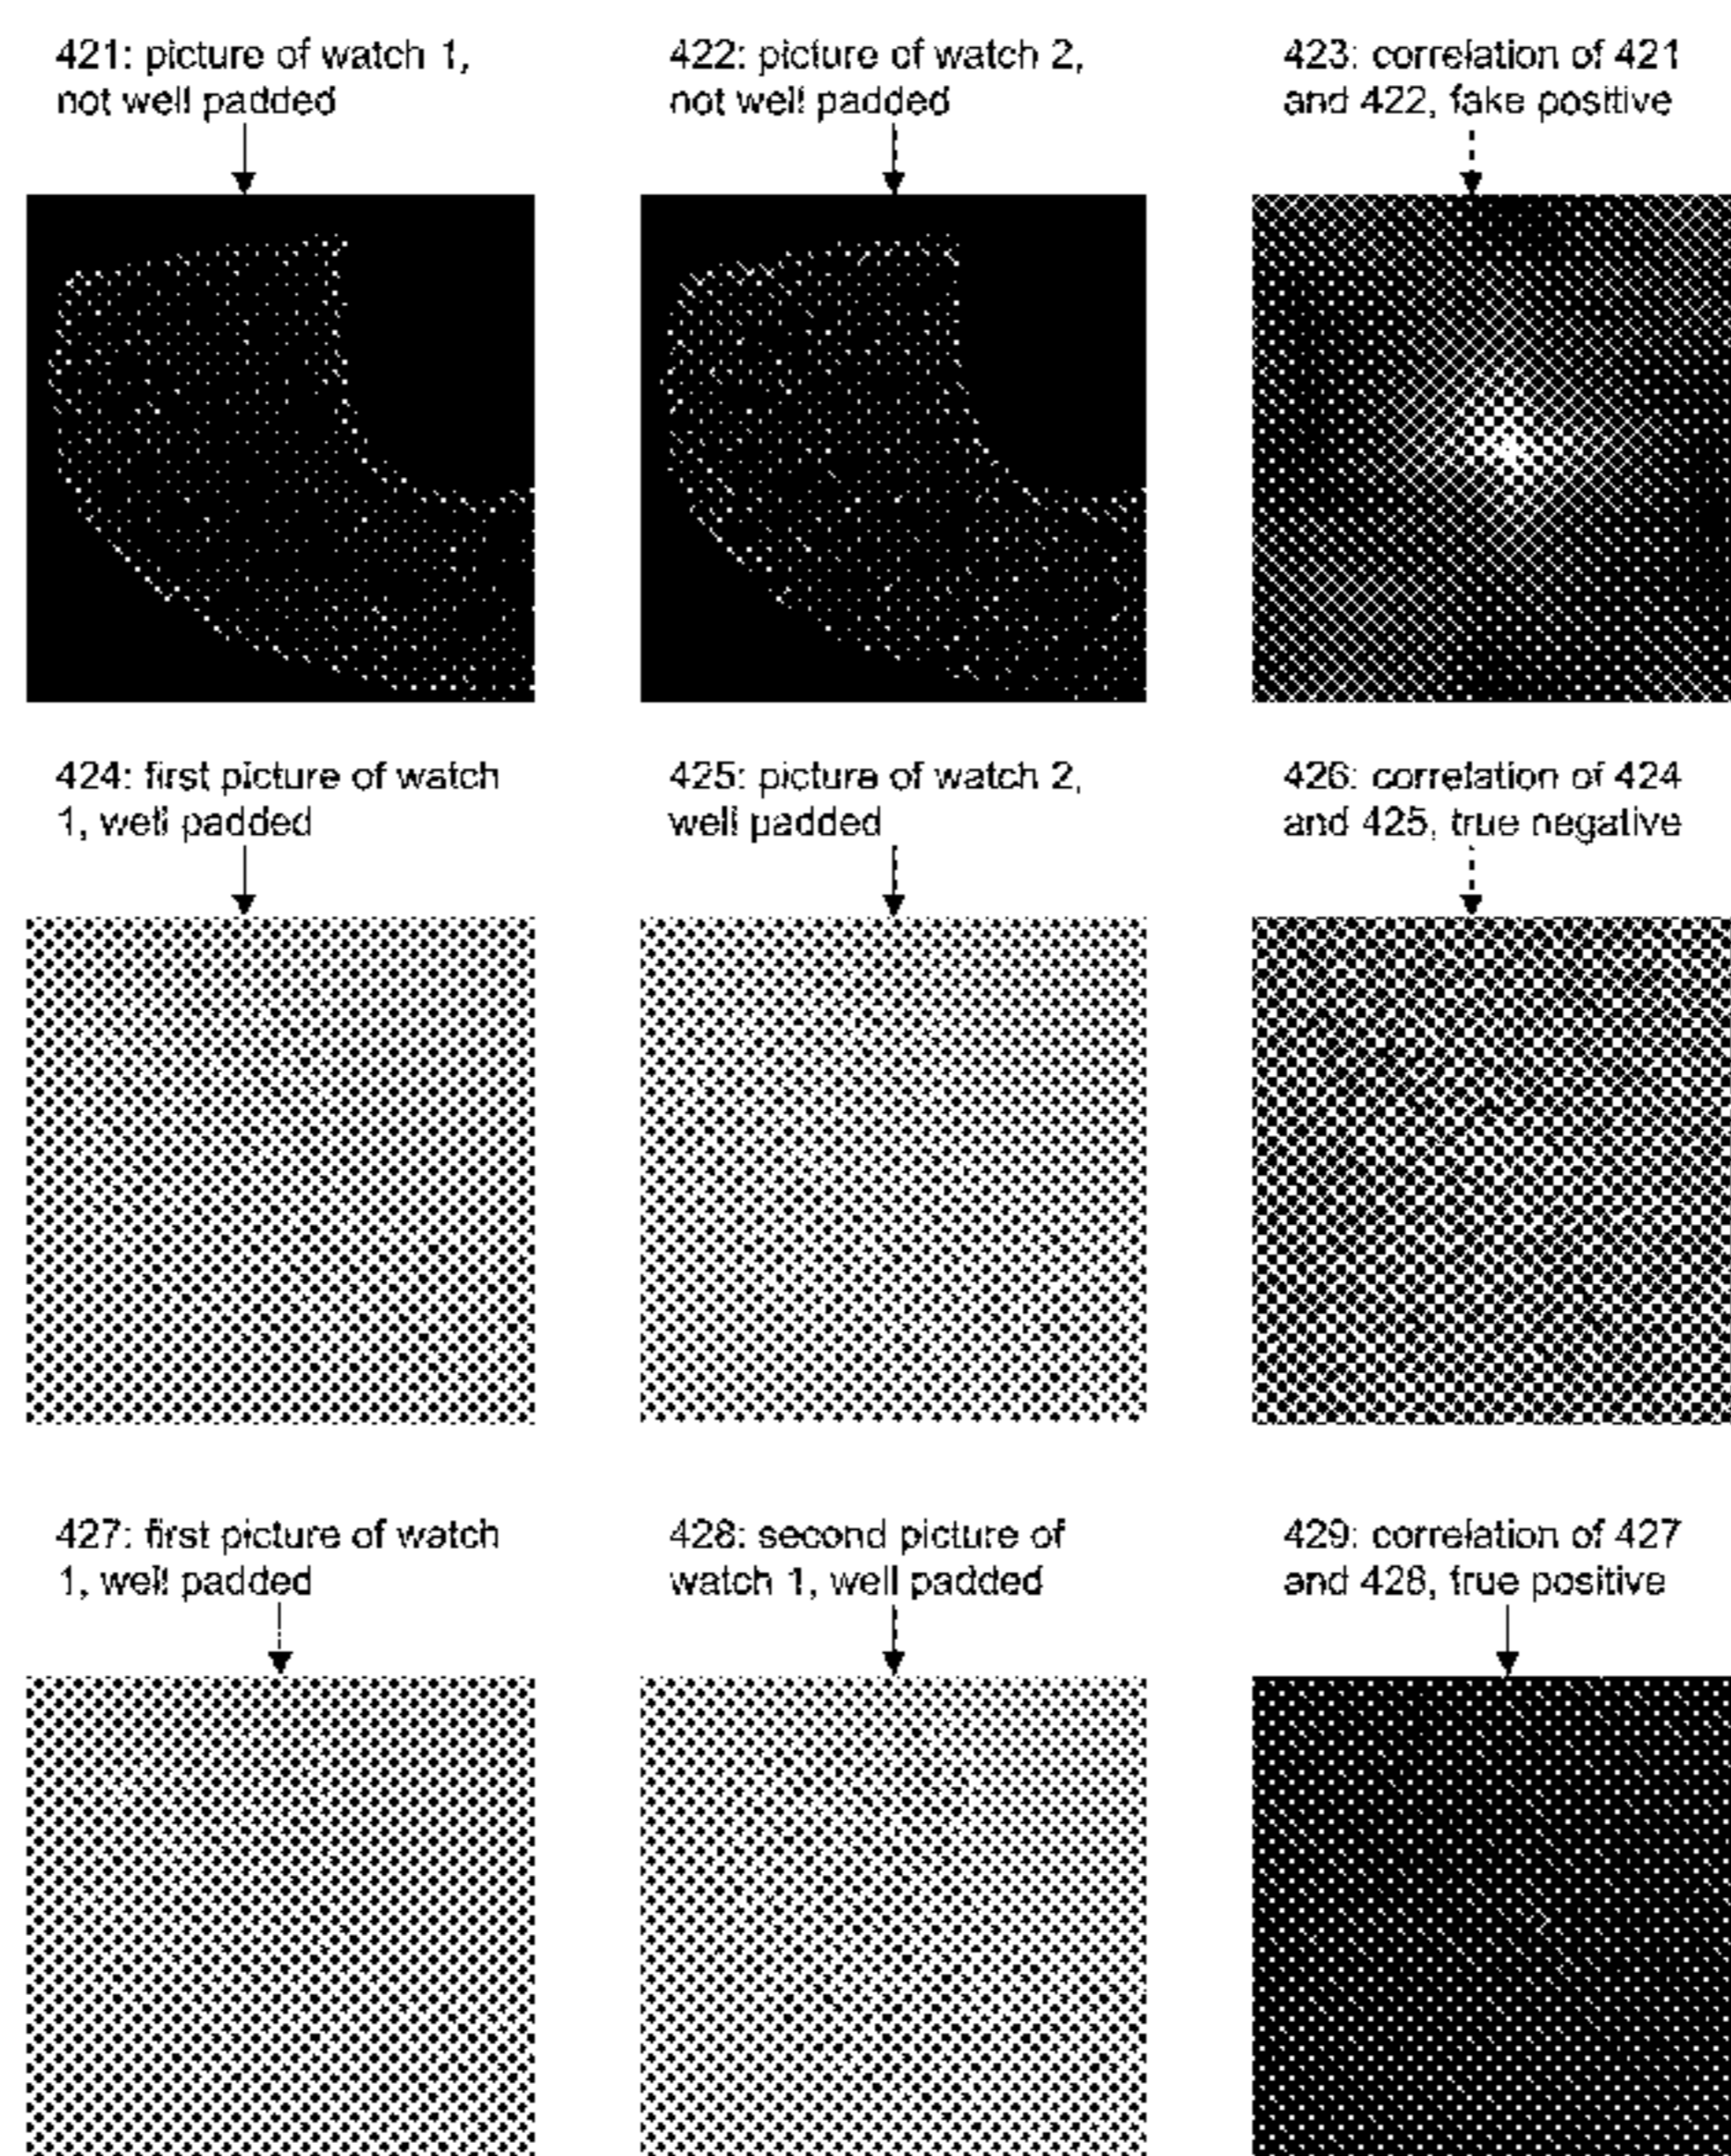 421: picture of watch 1,
not well padded
422: picture of watch 2,
not well padded
423: correlation of 421
and 422, fake positive
424: first picture of watch
1, well padded
425: picture of watch 2,
well padded
426: correlation of 424
and 425, true negative
427: first picture of watch
1, well padded
428: second picture of
watch 1, well padded
429: correlation of 427
and 428, true positive